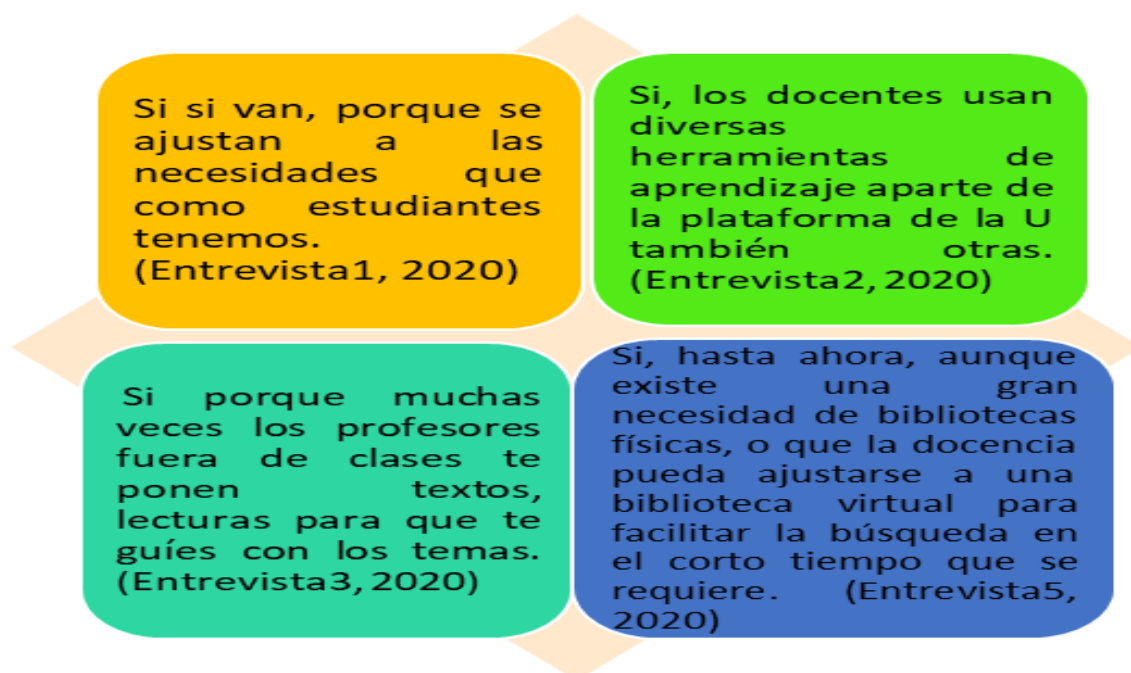 Si si van, porque se
ajustan a las
necesidades que
como estudiantes
tenemos.
(Entrevista1, 2020)
Si, los docentes usan
diversas
herramientas de
aprendizaje aparte de
la plataforma de la U
también otras.
(Entrevista2, 2020)
Si porque muchas
veces los profesores
fuera de clases te
ponen textos,
lecturas para que te
guíes con los temas.
(Entrevista3, 2020)
Si, hasta ahora, aunque
existe una gran
necesidad de bibliotecas
físicas, o que la docencia
pueda ajustarse a una
biblioteca virtual para
facilitar la búsqueda en
el corto tiempo que se
requiere. (Entrevista5,
2020)